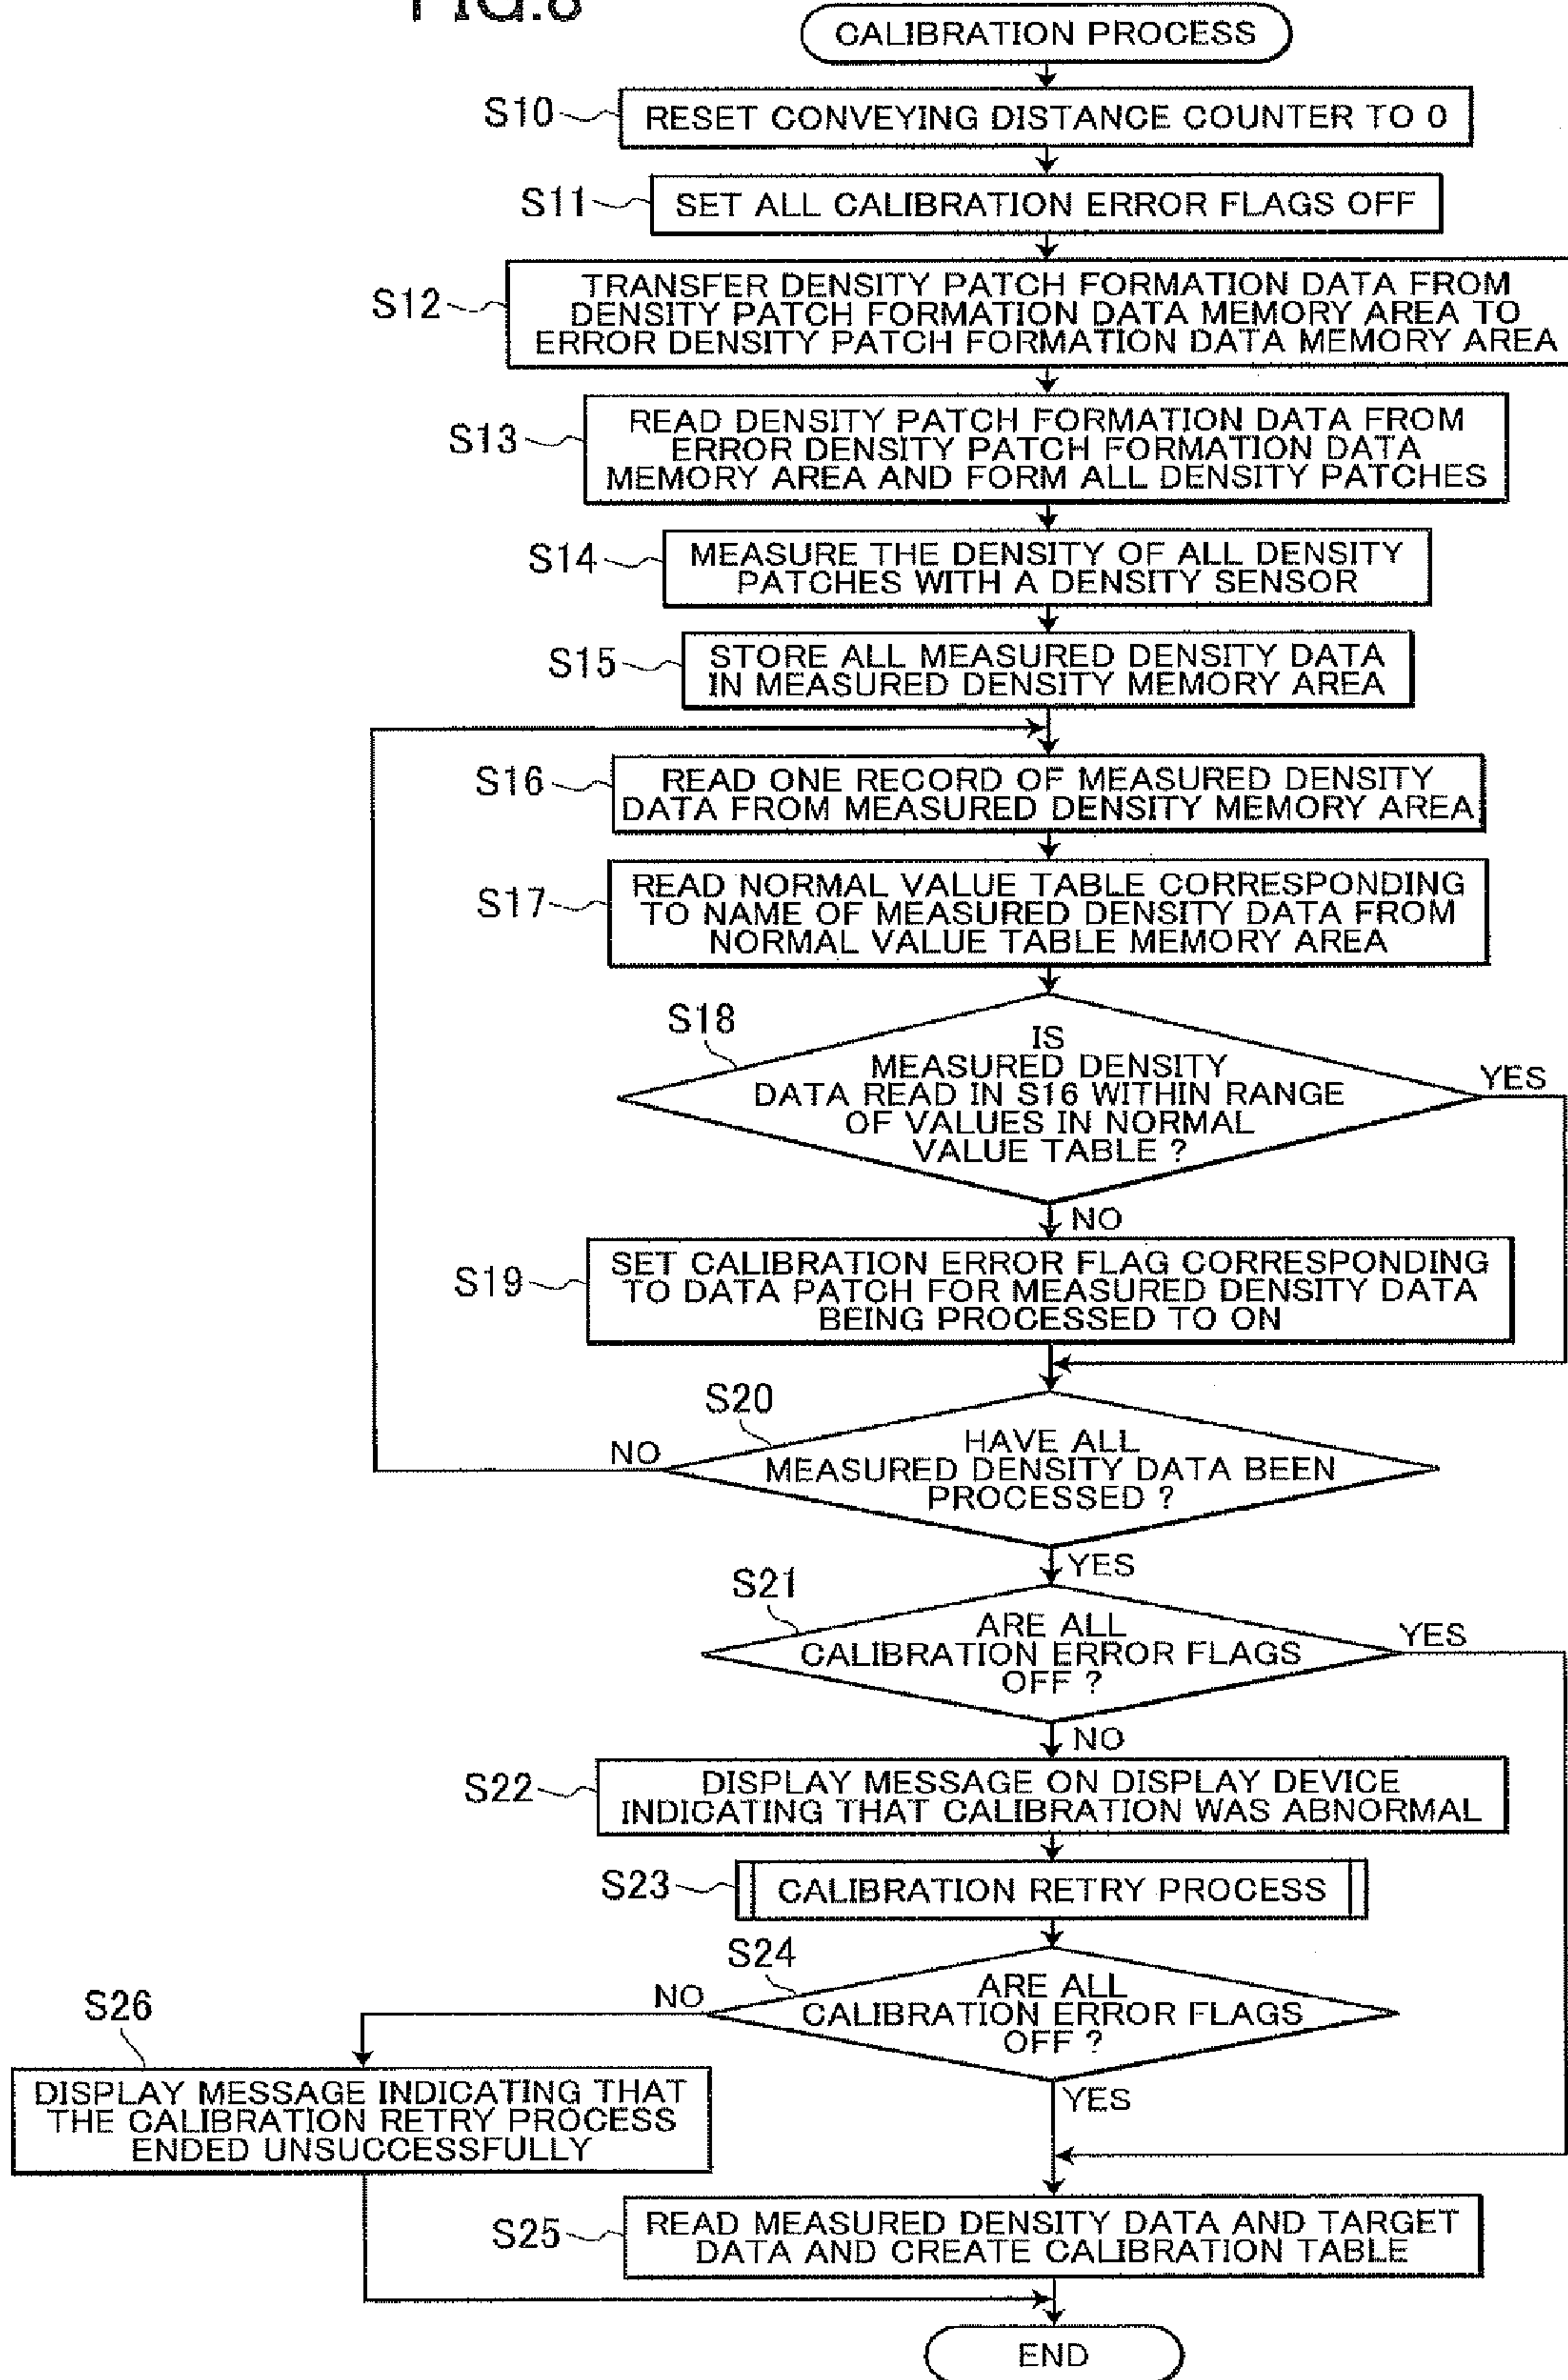 FIG.8
CALIBRATION PROCESS
S10
RESET CONVEYING DISTANCE COUNTER TO 0
S11
SET ALL CALIBRATION ERROR FLAGS OFF
S12
TRANSFER DENSITY PATCH FORMATION DATA FROM
DENSITY PATCH FORMATION DATA MEMORY AREA TO
ERROR DENSITY PATCH FORMATION DATA MEMORY AREA
S13
READ DENSITY PATCH FORMATION DATA FROM
ERROR DENSITY PATCH FORMATION DATA
MEMORY AREA AND FORM ALL DENSITY PATCHES
S14
MEASURE THE DENSITY OF ALL DENSITY
PATCHES WITH A DENSITY SENSOR
S15
STORE ALL MEASURED DENSITY DATA
IN MEASURED DENSITY MEMORY AREA
S16
READ ONE RECORD OF MEASURED DENSITY
DATA FROM MEASURED DENSITY MEMORY AREA
S17
READ NORMAL VALUE TABLE CORRESPONDING
TO NAME OF MEASURED DENSITY DATA FROM
NORMAL VALUE TABLE MEMORY AREA
S18
IS
MEASURED DENSITY
DATA READ IN S16 WITHIN RANGE
OF VALUES IN NORMAL
VALUE TABLE ?
YES
NO
S19
SET CALIBRATION ERROR FLAG CORRESPONDING
TO DATA PATCH FOR MEASURED DENSITY DATA
BEING PROCESSED TO ON
S20
HAVE ALL
MEASURED DENSITY DATA BEEN
PROCESSED ?
NO
YES
S21
ARE ALL
CALIBRATION ERROR FLAGS
OFF ?
YES
NO
S22
DISPLAY MESSAGE ON DISPLAY DEVICE
INDICATING THAT CALIBRATION WAS ABNORMAL
S23
CALIBRATION RETRY PROCESS
S24
ARE ALL
CALIBRATION ERROR FLAGS
OFF ?
NO
YES
S26
DISPLAY MESSAGE INDICATING THAT
THE CALIBRATION RETRY PROCESS
ENDED UNSUCCESSFULLY
S25
READ MEASURED DENSITY DATA AND TARGET
DATA AND CREATE CALIBRATION TABLE
END